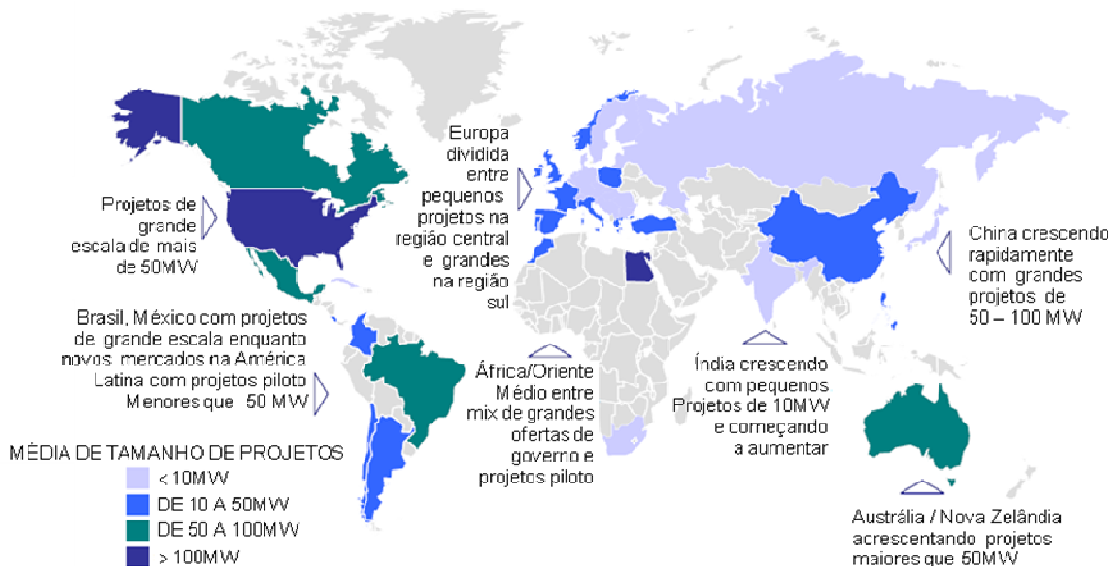 Projetos de
grande
escala de mais
de 50MW
Europa
dividida
entre
pequenos
projetos na
região central
e grandes
na região
sul
China crescendo
rapidamente
com grandes
projetos de
50 – 100 MW
Brasil, México com projetos
de grande escala enquanto
novos mercados na América
Latina com projetos piloto
Menores que 50 MW
África/Oriente
Médio entre
mix de grandes
ofertas de
governo e
projetos piloto
Índia crescendo
com pequenos
Projetos de 10MW
e começando
a aumentar
Austrália / Nova Zelândia
acrescentando projetos
maiores que 50MW
MÉDIA DE TAMANHO DE PROJETOS
<10MW
DE 10 A 50MW
DE 50 A 100MW
> 100MW